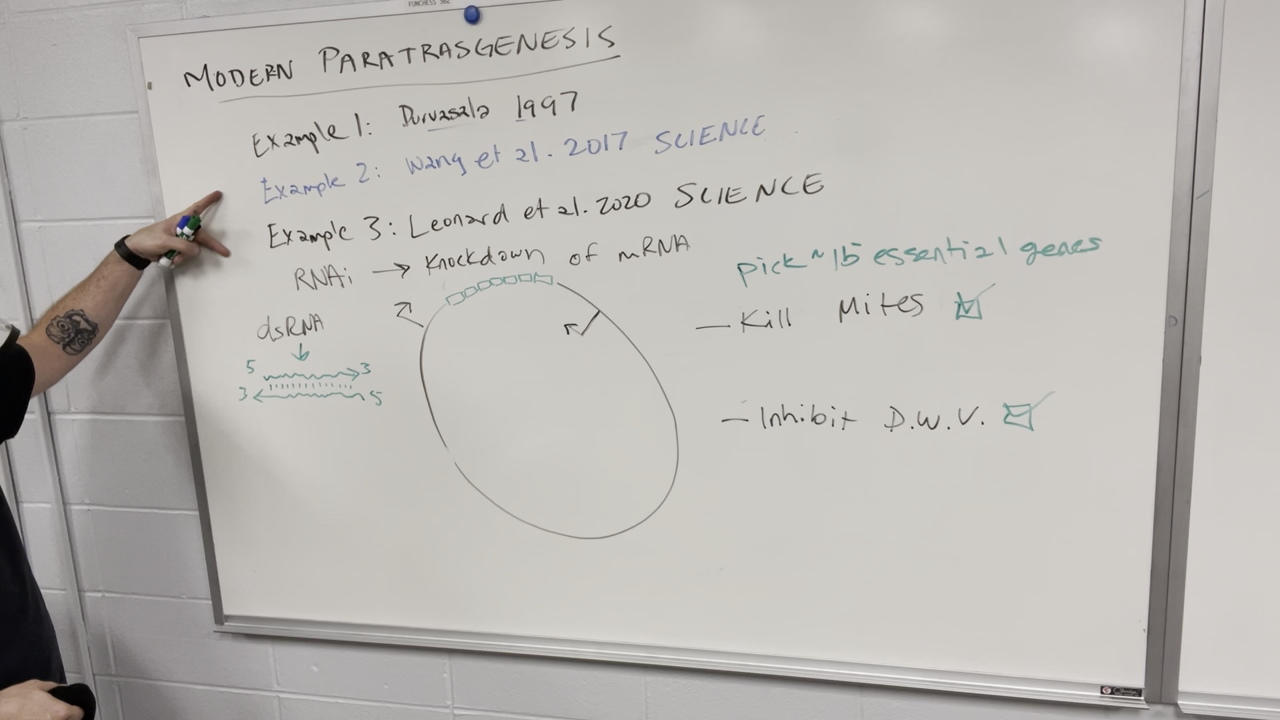 MODERN PARATRASGENESIS
Example 1: Durvasala 1997
Example 2: Wang et al. 2017 SCIENCE
Example 3: Leonard et al. 2020 SCIENCE
RNAi → Knockdown of mRNA
pick ~15 essential genes
- Kill Mites
dsRNA
5 3
3 5
- Inhibit D.W.V.